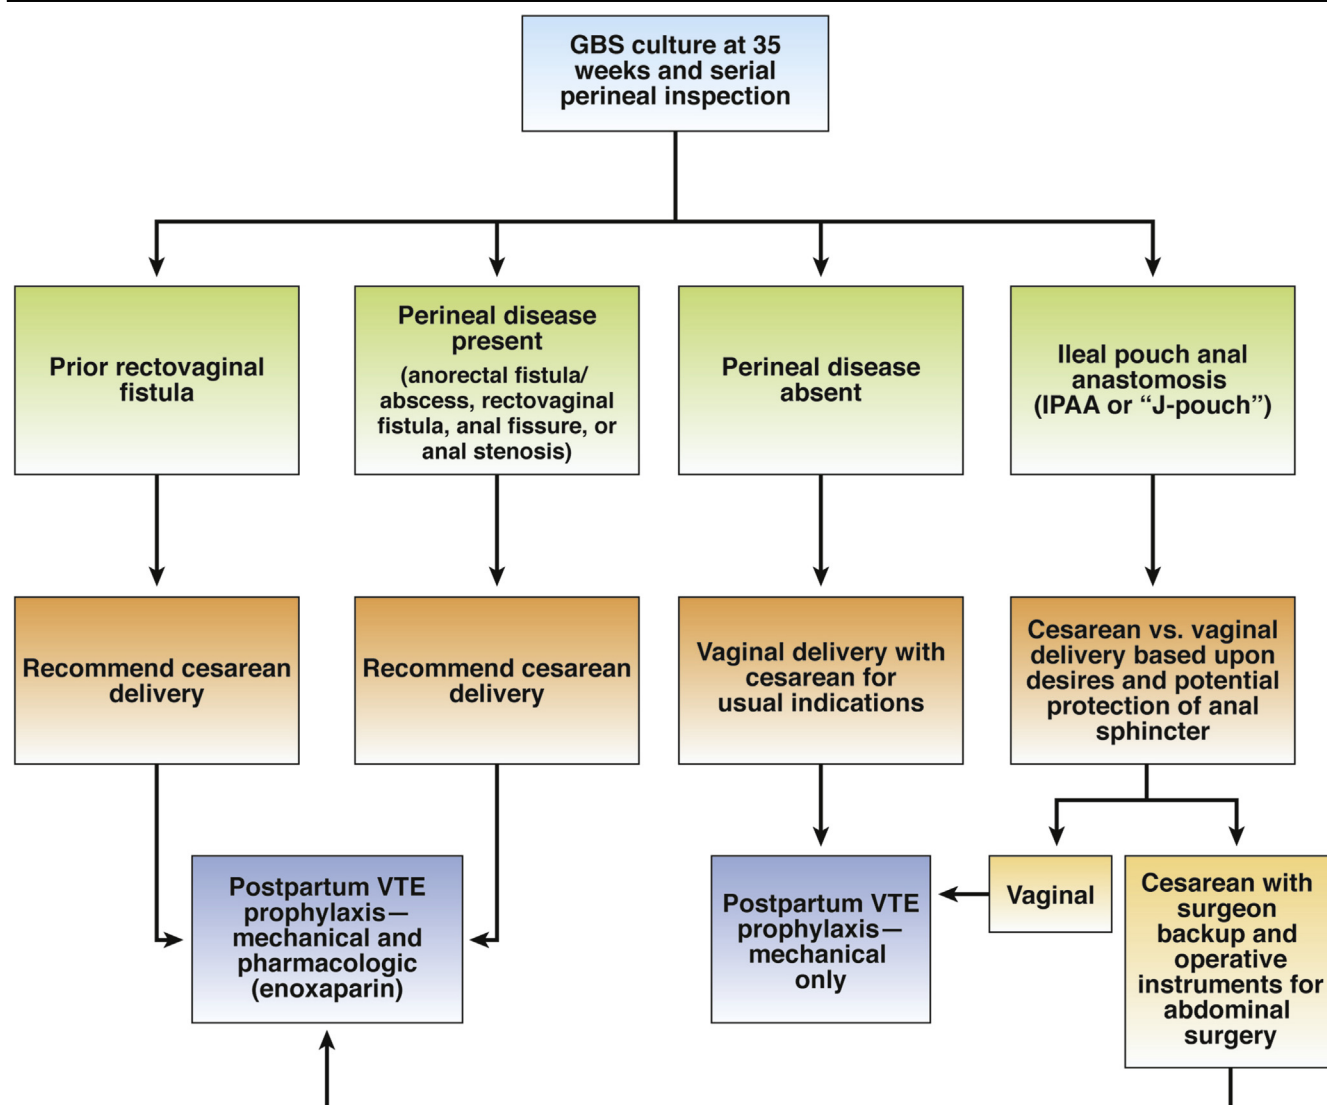 GBS culture at 35
weeks and serial
perineal inspection
Prior rectovaginal
fistula
Perineal disease
present
(anorectal fistula/
abscess, rectovaginal
fistula, anal fissure, or
anal stenosis)
Perineal disease
absent
Ileal pouch anal
anastomosis
(IPAA or “J-pouch”)
Recommend cesarean
delivery
Recommend cesarean
delivery
Vaginal delivery with
cesarean for
usual indications
Cesarean vs. vaginal
delivery based upon
desires and potential
protection of anal
sphincter
Postpartum VTE
prophylaxis—
mechanical and
pharmacologic
(enoxaparin)
Postpartum VTE
prophylaxis—
mechanical
only
Vaginal
Cesarean with
surgeon
backup and
operative
instruments for
abdominal
surgery